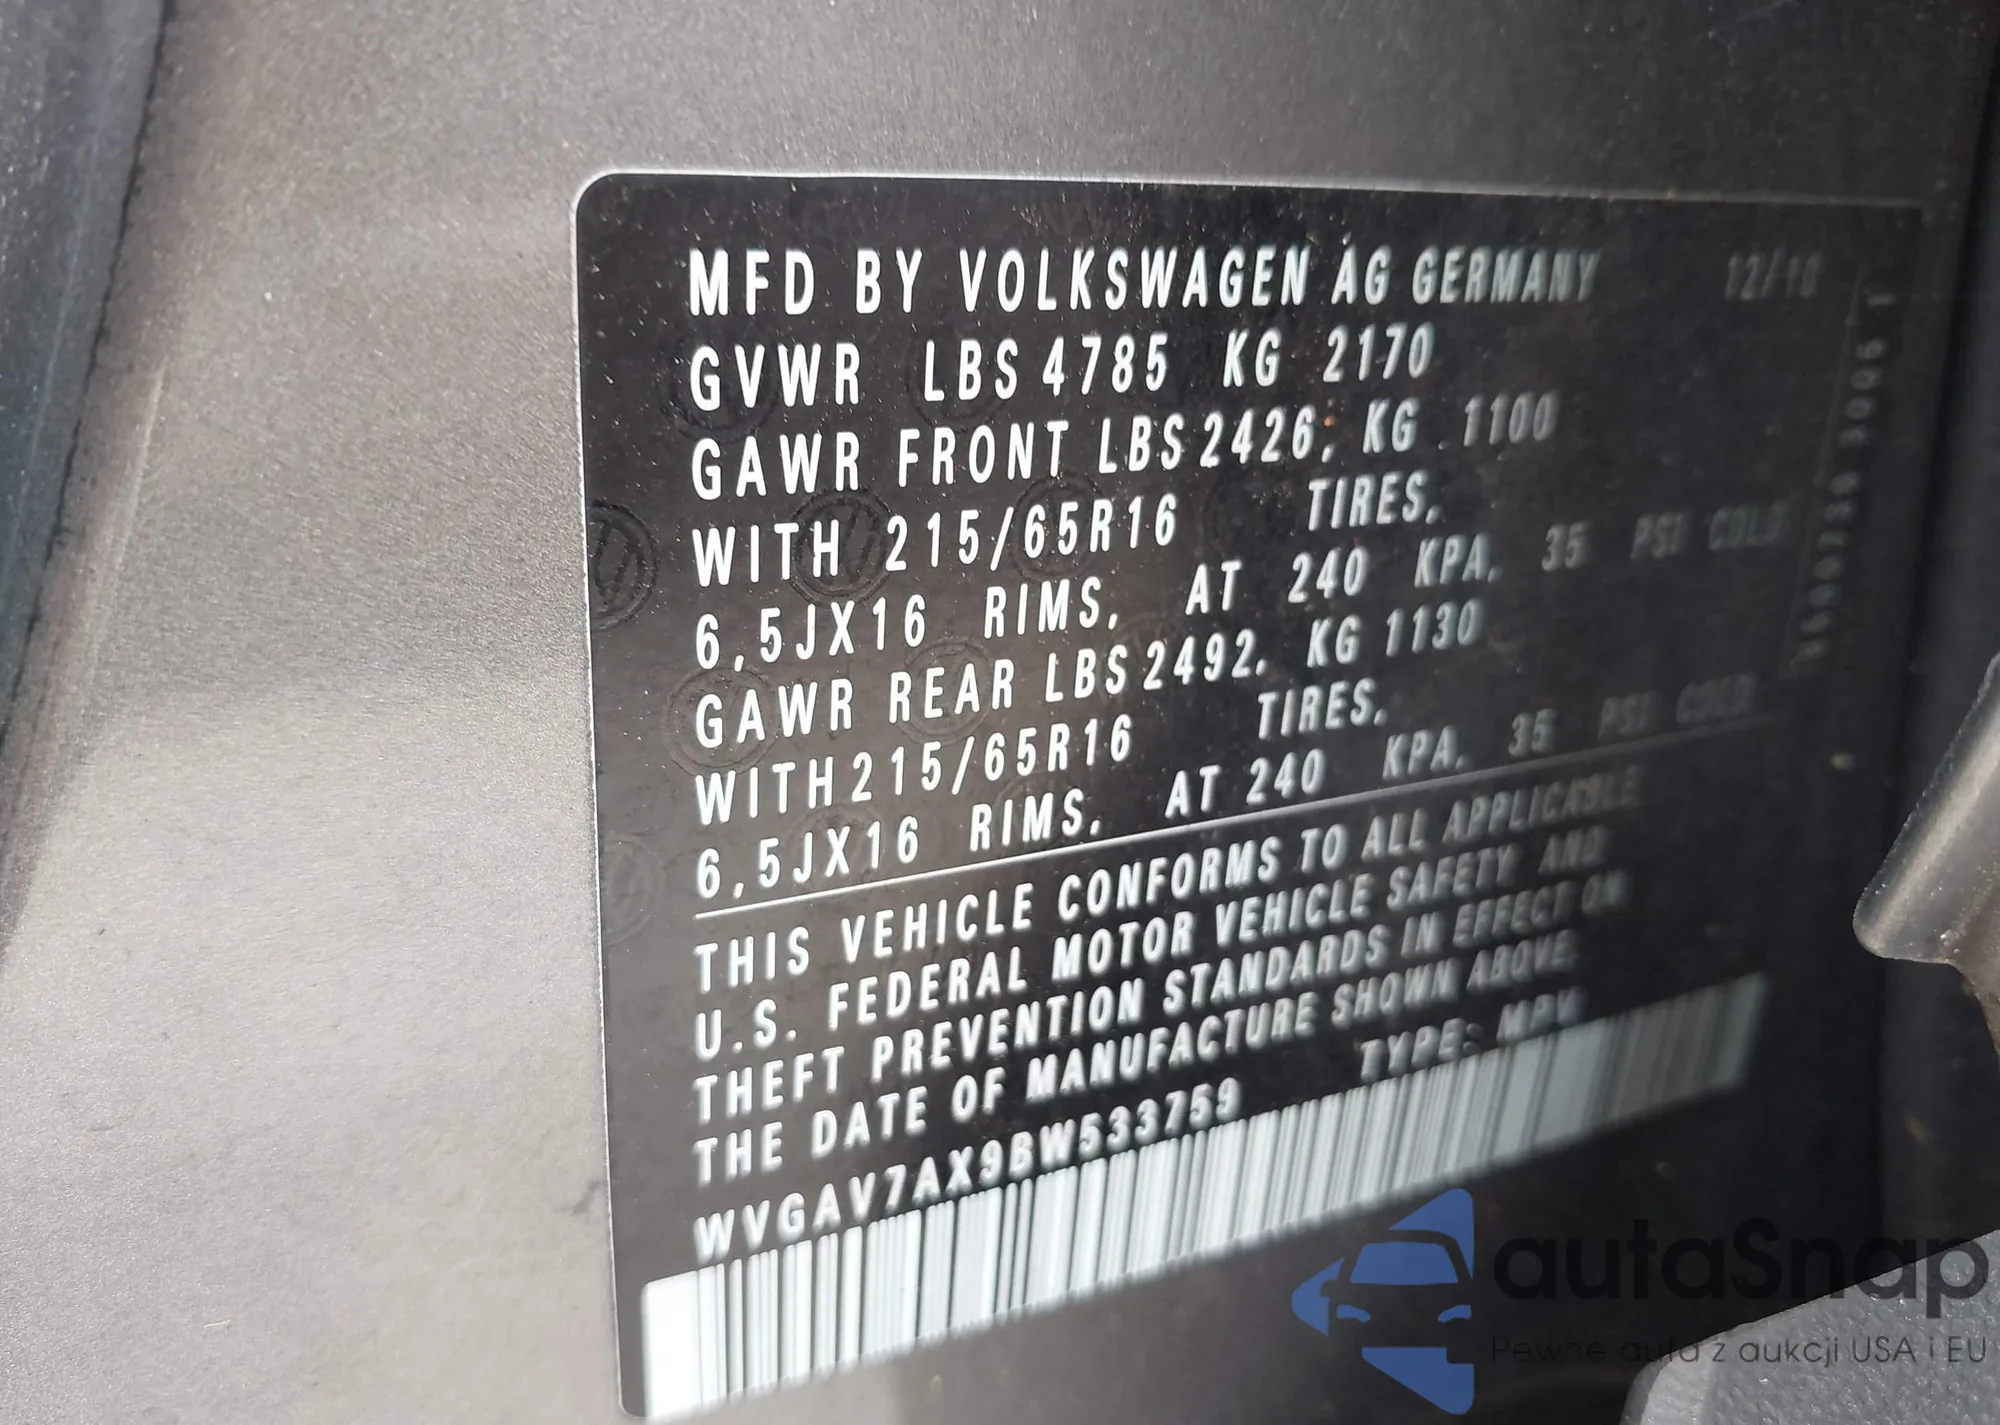 MFD BY VOLKSWAGEN AG GERMANY 12/10
GVWR LBS 4785 KG 2170
GAWR FRONT LBS 2426, KG 1100
WITH 215/65R16 TIRES,
6,5JX16 RIMS, AT 240 KPA, 35 PSI COLD
GAWR REAR LBS 2492, KG 1130
WITH 215/65R16 TIRES,
6,5JX16 RIMS, AT 240 KPA, 35 PSI COLD
THIS VEHICLE CONFORMS TO ALL APPLICABLE
U.S. FEDERAL MOTOR VEHICLE SAFETY AND
THEFT PREVENTION STANDARDS IN EFFECT ON
THE DATE OF MANUFACTURE SHOWN ABOVE.
WVGAV7AX9BW533759 TYPE: MPV
autaSnap
Pewne auta z aukcji USA i EU